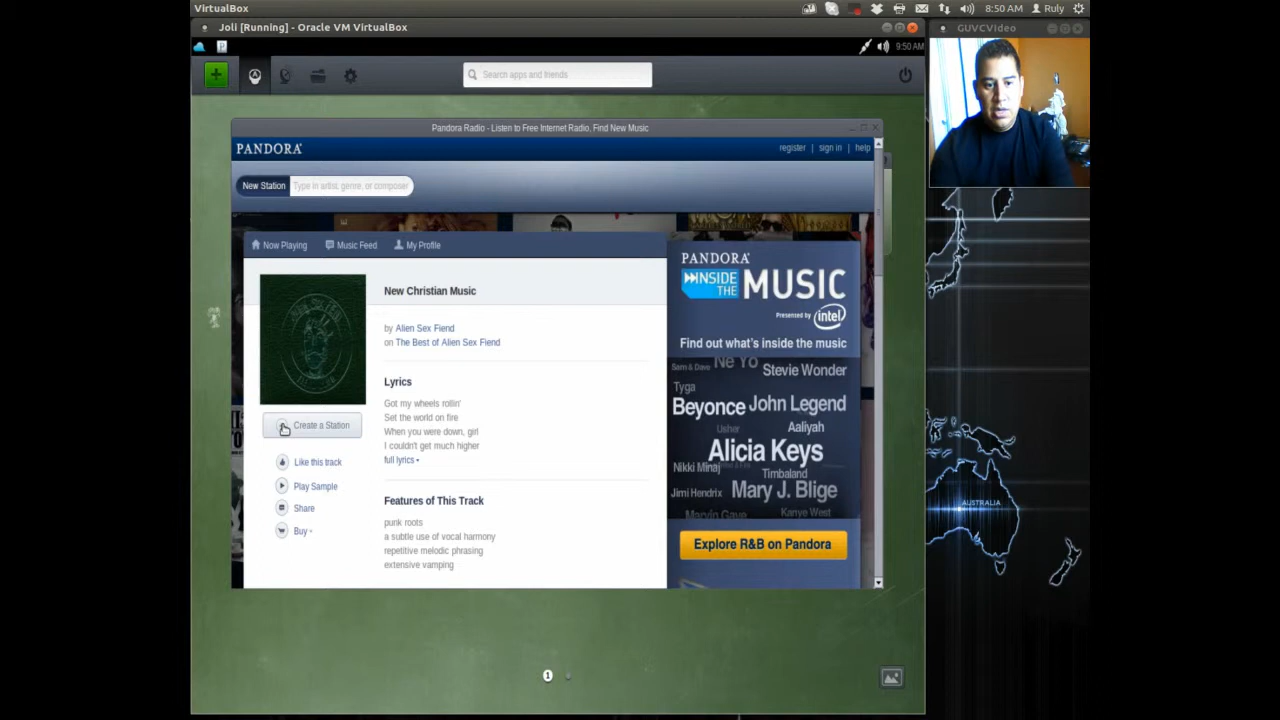 VirtualBox
8:50 AM
Ruly
Joli [Running] - Oracle VM VirtualBox
GUVCVideo
9:50 AM
Search apps and friends
Pandora Radio - Listen to Free Internet Radio, Find New Music
PANDORA
register | sign in | help
New Station
Type in artist, genre, or composer
Now Playing
Music Feed
My Profile
New Christian Music
by Alien Sex Fiend
on The Best of Alien Sex Fiend
Create a Station
Like this track
Play Sample
Share
Buy
Lyrics
Got my wheels rollin'
Set the world on fire
When you were down, girl
I couldn't get much higher
full lyrics
Features of This Track
punk roots
a subtle use of vocal harmony
repetitive melodic phrasing
extensive vamping
PANDORA
INSIDE THE MUSIC
Presented by intel
Find out what's inside the music
Sam & Dave
Ne Yo
Stevie Wonder
Tyga
Beyonce
John Legend
Usher
Aaliyah
Alicia Keys
Nikki Minaj
Timbaland
Jimi Hendrix
Mary J. Blige
Marvin Gaye
Kanye West
Explore R&B on Pandora
AUSTRALIA
1